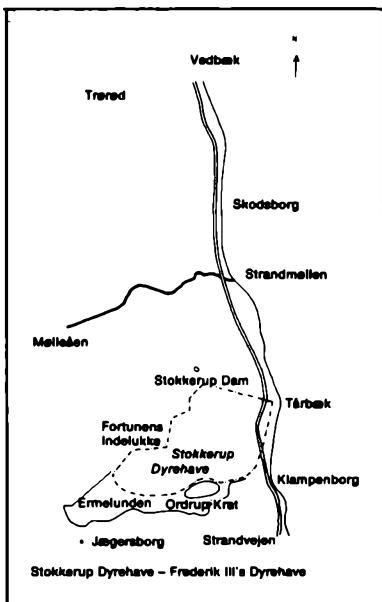 N
Vedbæk
Trørød
Skodsborg
Strandmøllen
Mølleåen
Stokkerup Dam
Tårbæk
Fortunens
Indelukke
Stokkerup
Dyrehave
Klampenborg
Ermelunden
Ordrup Krat
Jægersborg
Strandvejen
Stokkerup Dyrehave – Frederik III's Dyrehave